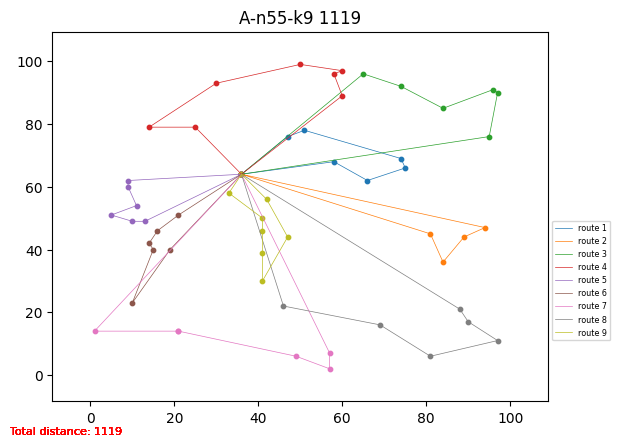 A-n55-k9 1119
100
80
60
40
20
0
0 20 40 60 80 100
route 1
route 2
route 3
route 4
route 5
route 6
route 7
route 8
route 9
Total distance: 1119